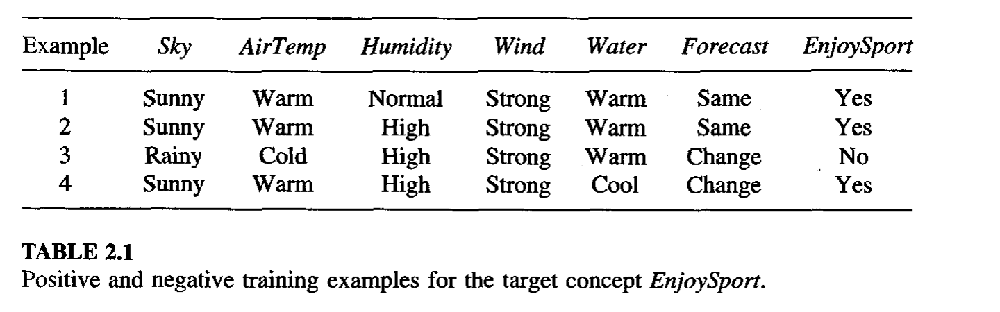 Example Sky AirTemp Humidity Wind Water Forecast EnjoySport
1 Sunny Warm Normal Strong Warm Same Yes
2 Sunny Warm High Strong Warm Same Yes
3 Rainy Cold High Strong Warm Change No
4 Sunny Warm High Strong Cool Change Yes
TABLE 2.1
Positive and negative training examples for the target concept EnjoySport.